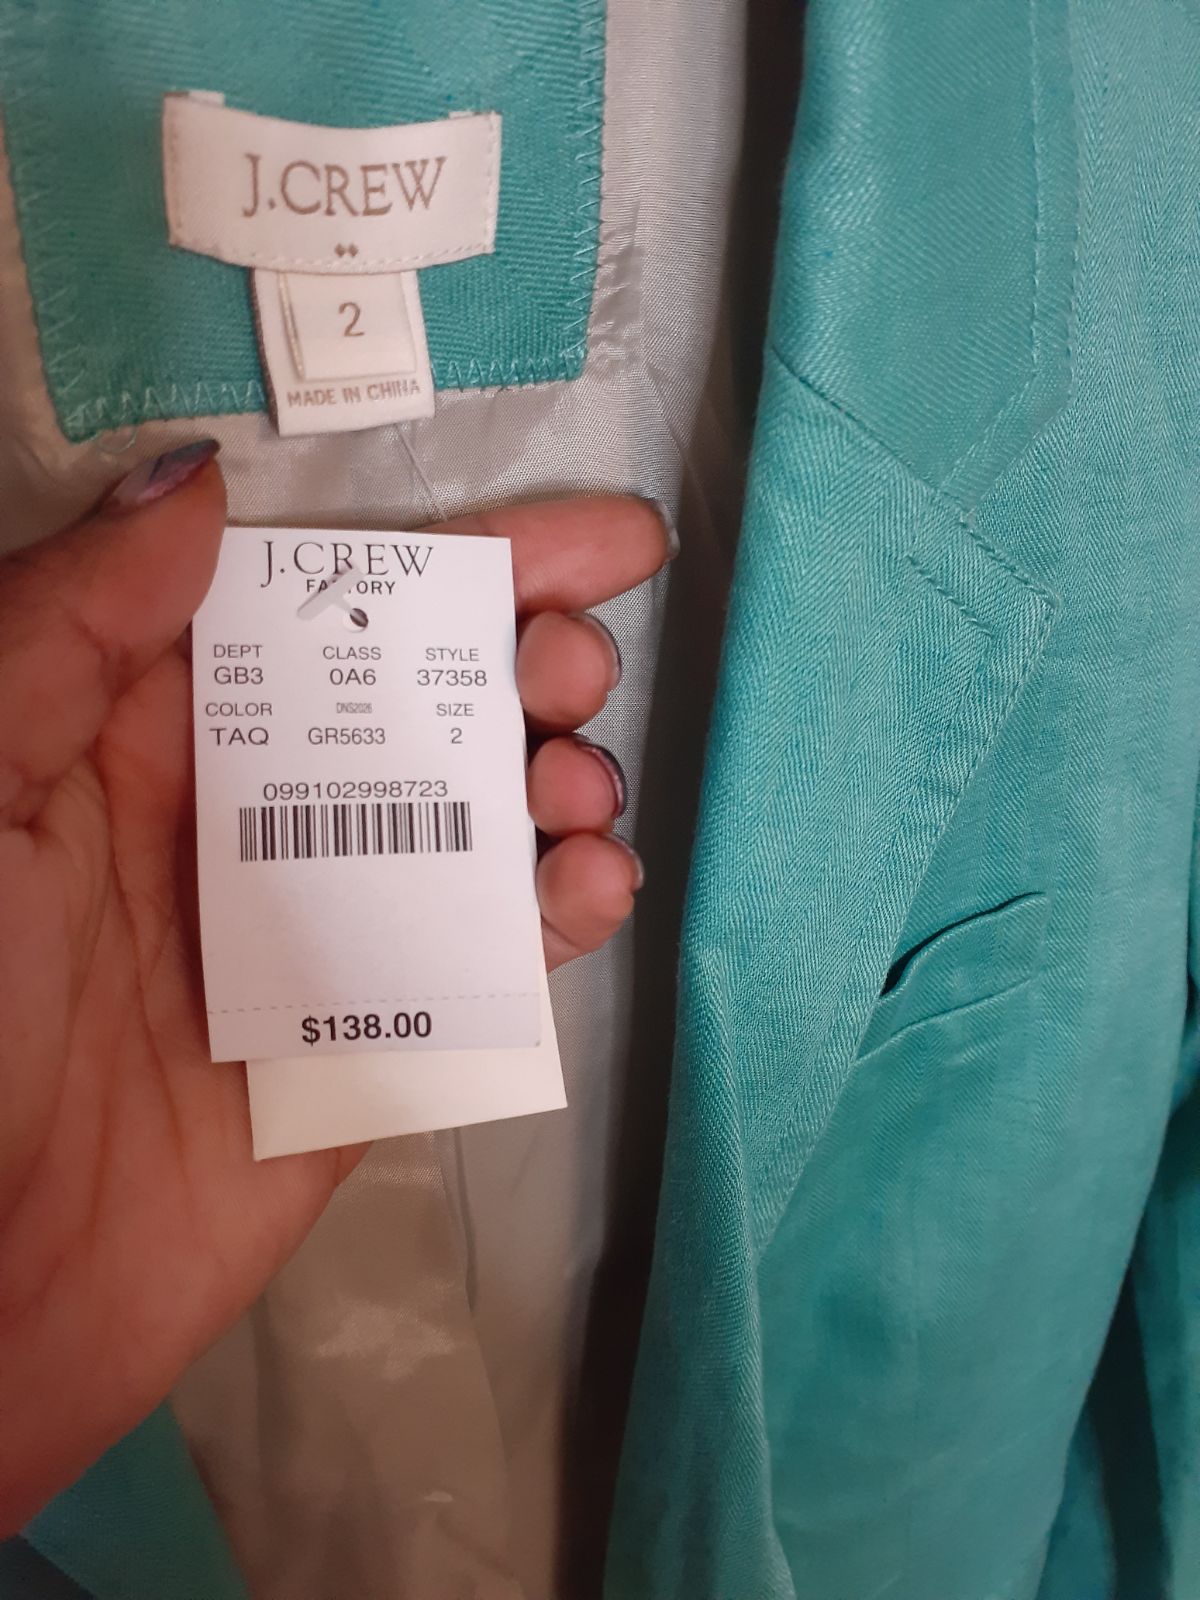 J.CREW
2
MADE IN CHINA
J.CREW
FACTORY
DEPT CLASS STYLE
GB3 0A6 37358
COLOR DNS2026 SIZE
TAQ GR5633 2
099102998723
$138.00